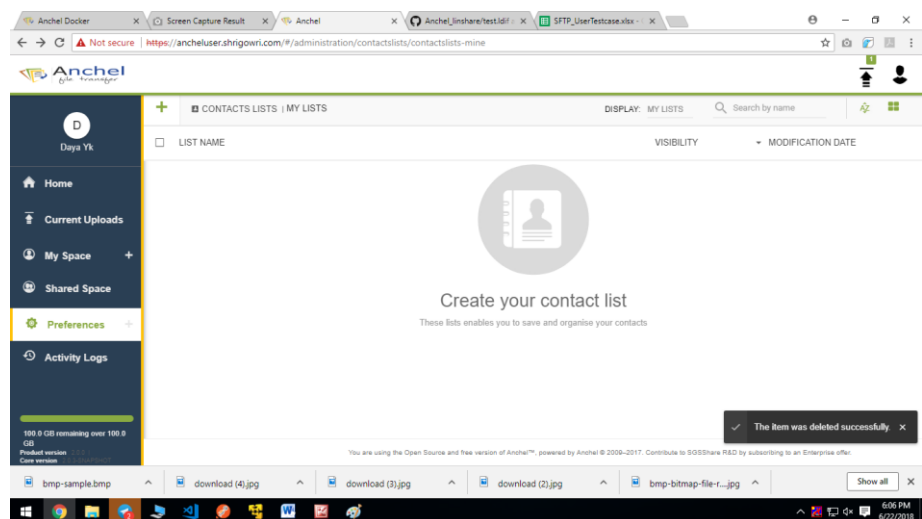 Anchel Docker
Screen Capture Result
Anchel
Anchel_linshare/test.ldif
SFTP_UserTestcase.xlsx -
Not secure https://ancheluser.shrigowri.com/#/administration/contactslists/contactslists-mine
Anchel
file transfer
1
D
Daya Yk
Home
Current Uploads
My Space +
Shared Space
Preferences +
Activity Logs
100.0 GB remaining over 100.0
GB
Product version
Core version
+ CONTACTS LISTS | MY LISTS
DISPLAY: MY LISTS
Search by name
LIST NAME VISIBILITY MODIFICATION DATE
Create your contact list
These lists enables you to save and organise your contacts
The item was deleted successfully. ×
You are using the Open Source and free version of Anchel™, powered by Anchel © 2009–2017. Contribute to SGSShare R&D by subscribing to an Enterprise offer.
bmp-sample.bmp
download (4).jpg
download (3).jpg
download (2).jpg
bmp-bitmap-file-r....jpg
Show all ×
6:06 PM
6/22/2018